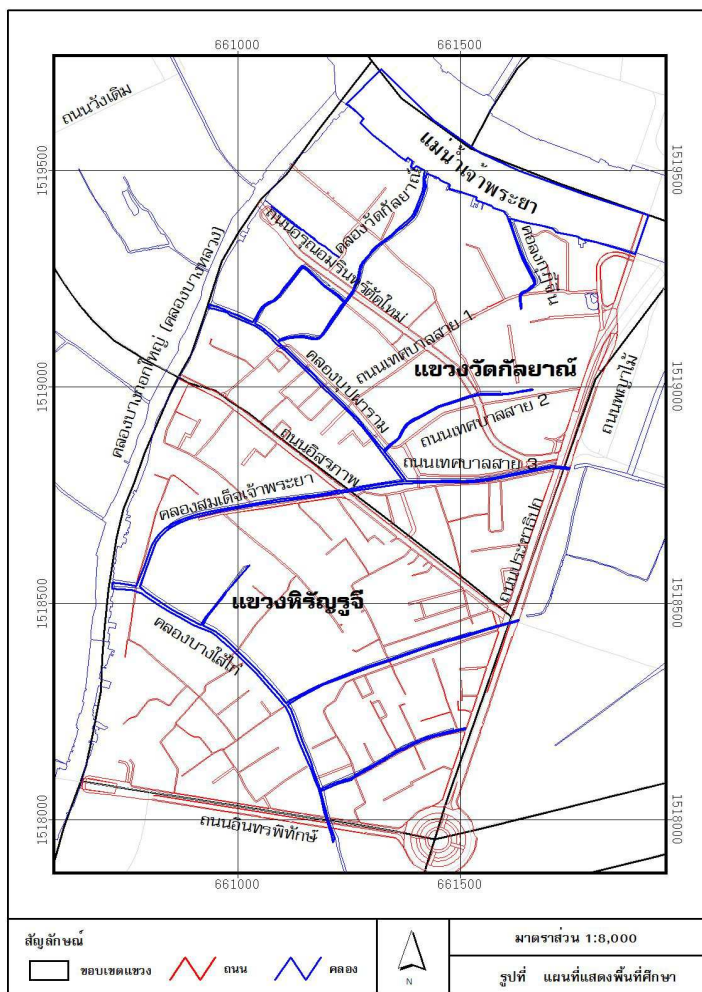 661000
661500
ถนนวังเดิม
แม่น้ำเจ้าพระยา
1519500
1519500
คลองวัดกัลยาณ์
ถนนอรุณอมรินทร์ตัดใหม่
คลองกุฎีจีน
คลองบางกอกใหญ่ (คลองบางหลวง)
ถนนเทศบาลสาย 1
แขวงวัดกัลยาณ์
1519000
1519000
คลองบุปผาราม
ถนนพญาไม้
ถนนเทศบาลสาย 2
ถนนอิสรภาพ
ถนนเทศบาลสาย 3
คลองสมเด็จเจ้าพระยา
ถนนประชาธิปก
แขวงหิรัญรูจี
1518500
1518500
คลองบางไส้ไก่
1518000
1518000
ถนนอินทรพิทักษ์
661000
661500
สัญลักษณ์
ขอบเขตแขวง
ถนน
คลอง
N
มาตราส่วน 1:8,000
รูปที่ แผนที่แสดงพื้นที่ศึกษา